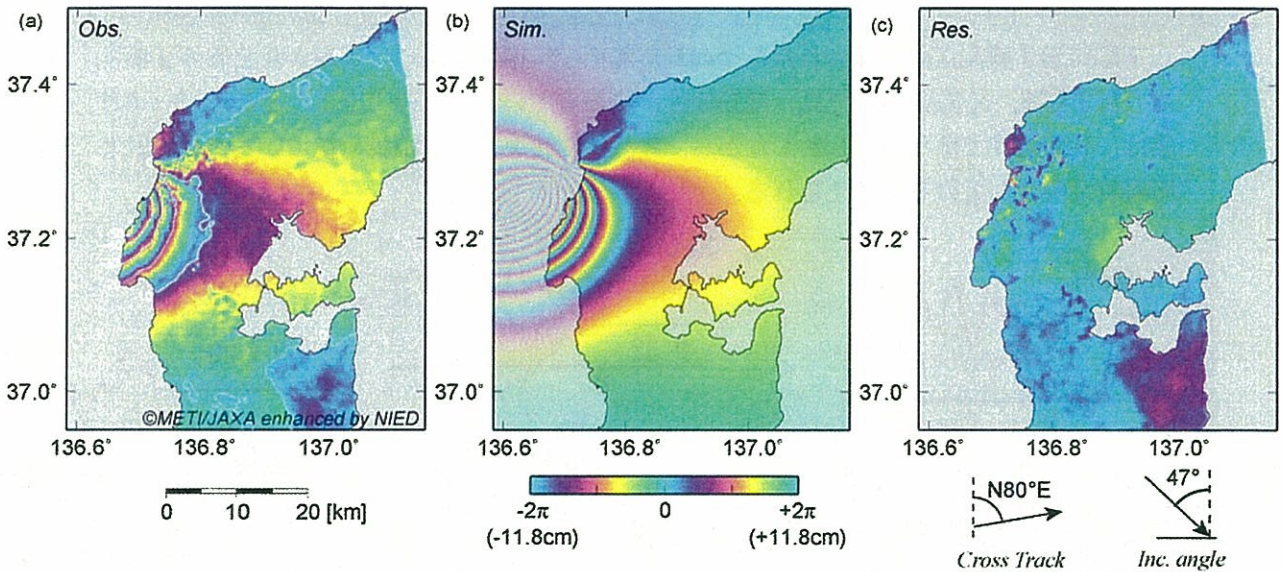 (a) Obs.
37.4°
37.2°
37.0°
©METI/JAXA enhanced by NIED
136.6° 136.8° 137.0°
0 10 20 [km]
(b) Sim.
37.4°
37.2°
37.0°
136.6° 136.8° 137.0°
-2π 0 +2π
(-11.8cm) (+11.8cm)
(c) Res.
37.4°
37.2°
37.0°
136.6° 136.8° 137.0°
N80°E
Cross Track
47°
Inc. angle